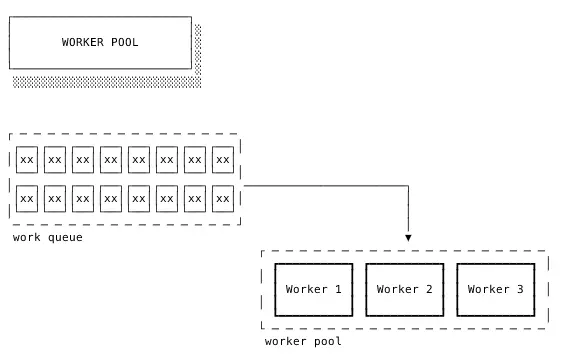 WORKER POOL
xx xx xx xx xx xx xx xx
xx xx xx xx xx xx xx xx
work queue
Worker 1 Worker 2 Worker 3
worker pool